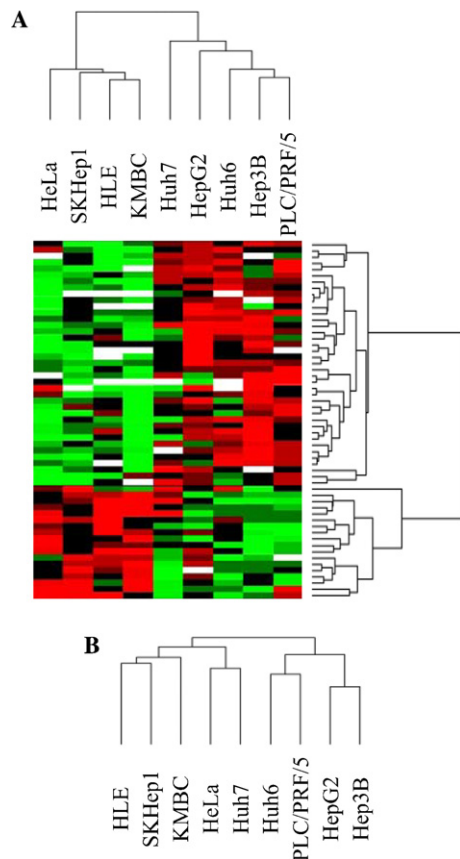 A
HeLa
SKHep1
HLE
KMBC
Huh7
HepG2
Huh6
Hep3B
PLC/PRF/5
B
HLE
SKHep1
KMBC
HeLa
Huh7
Huh6
PLC/PRF/5
HepG2
Hep3B